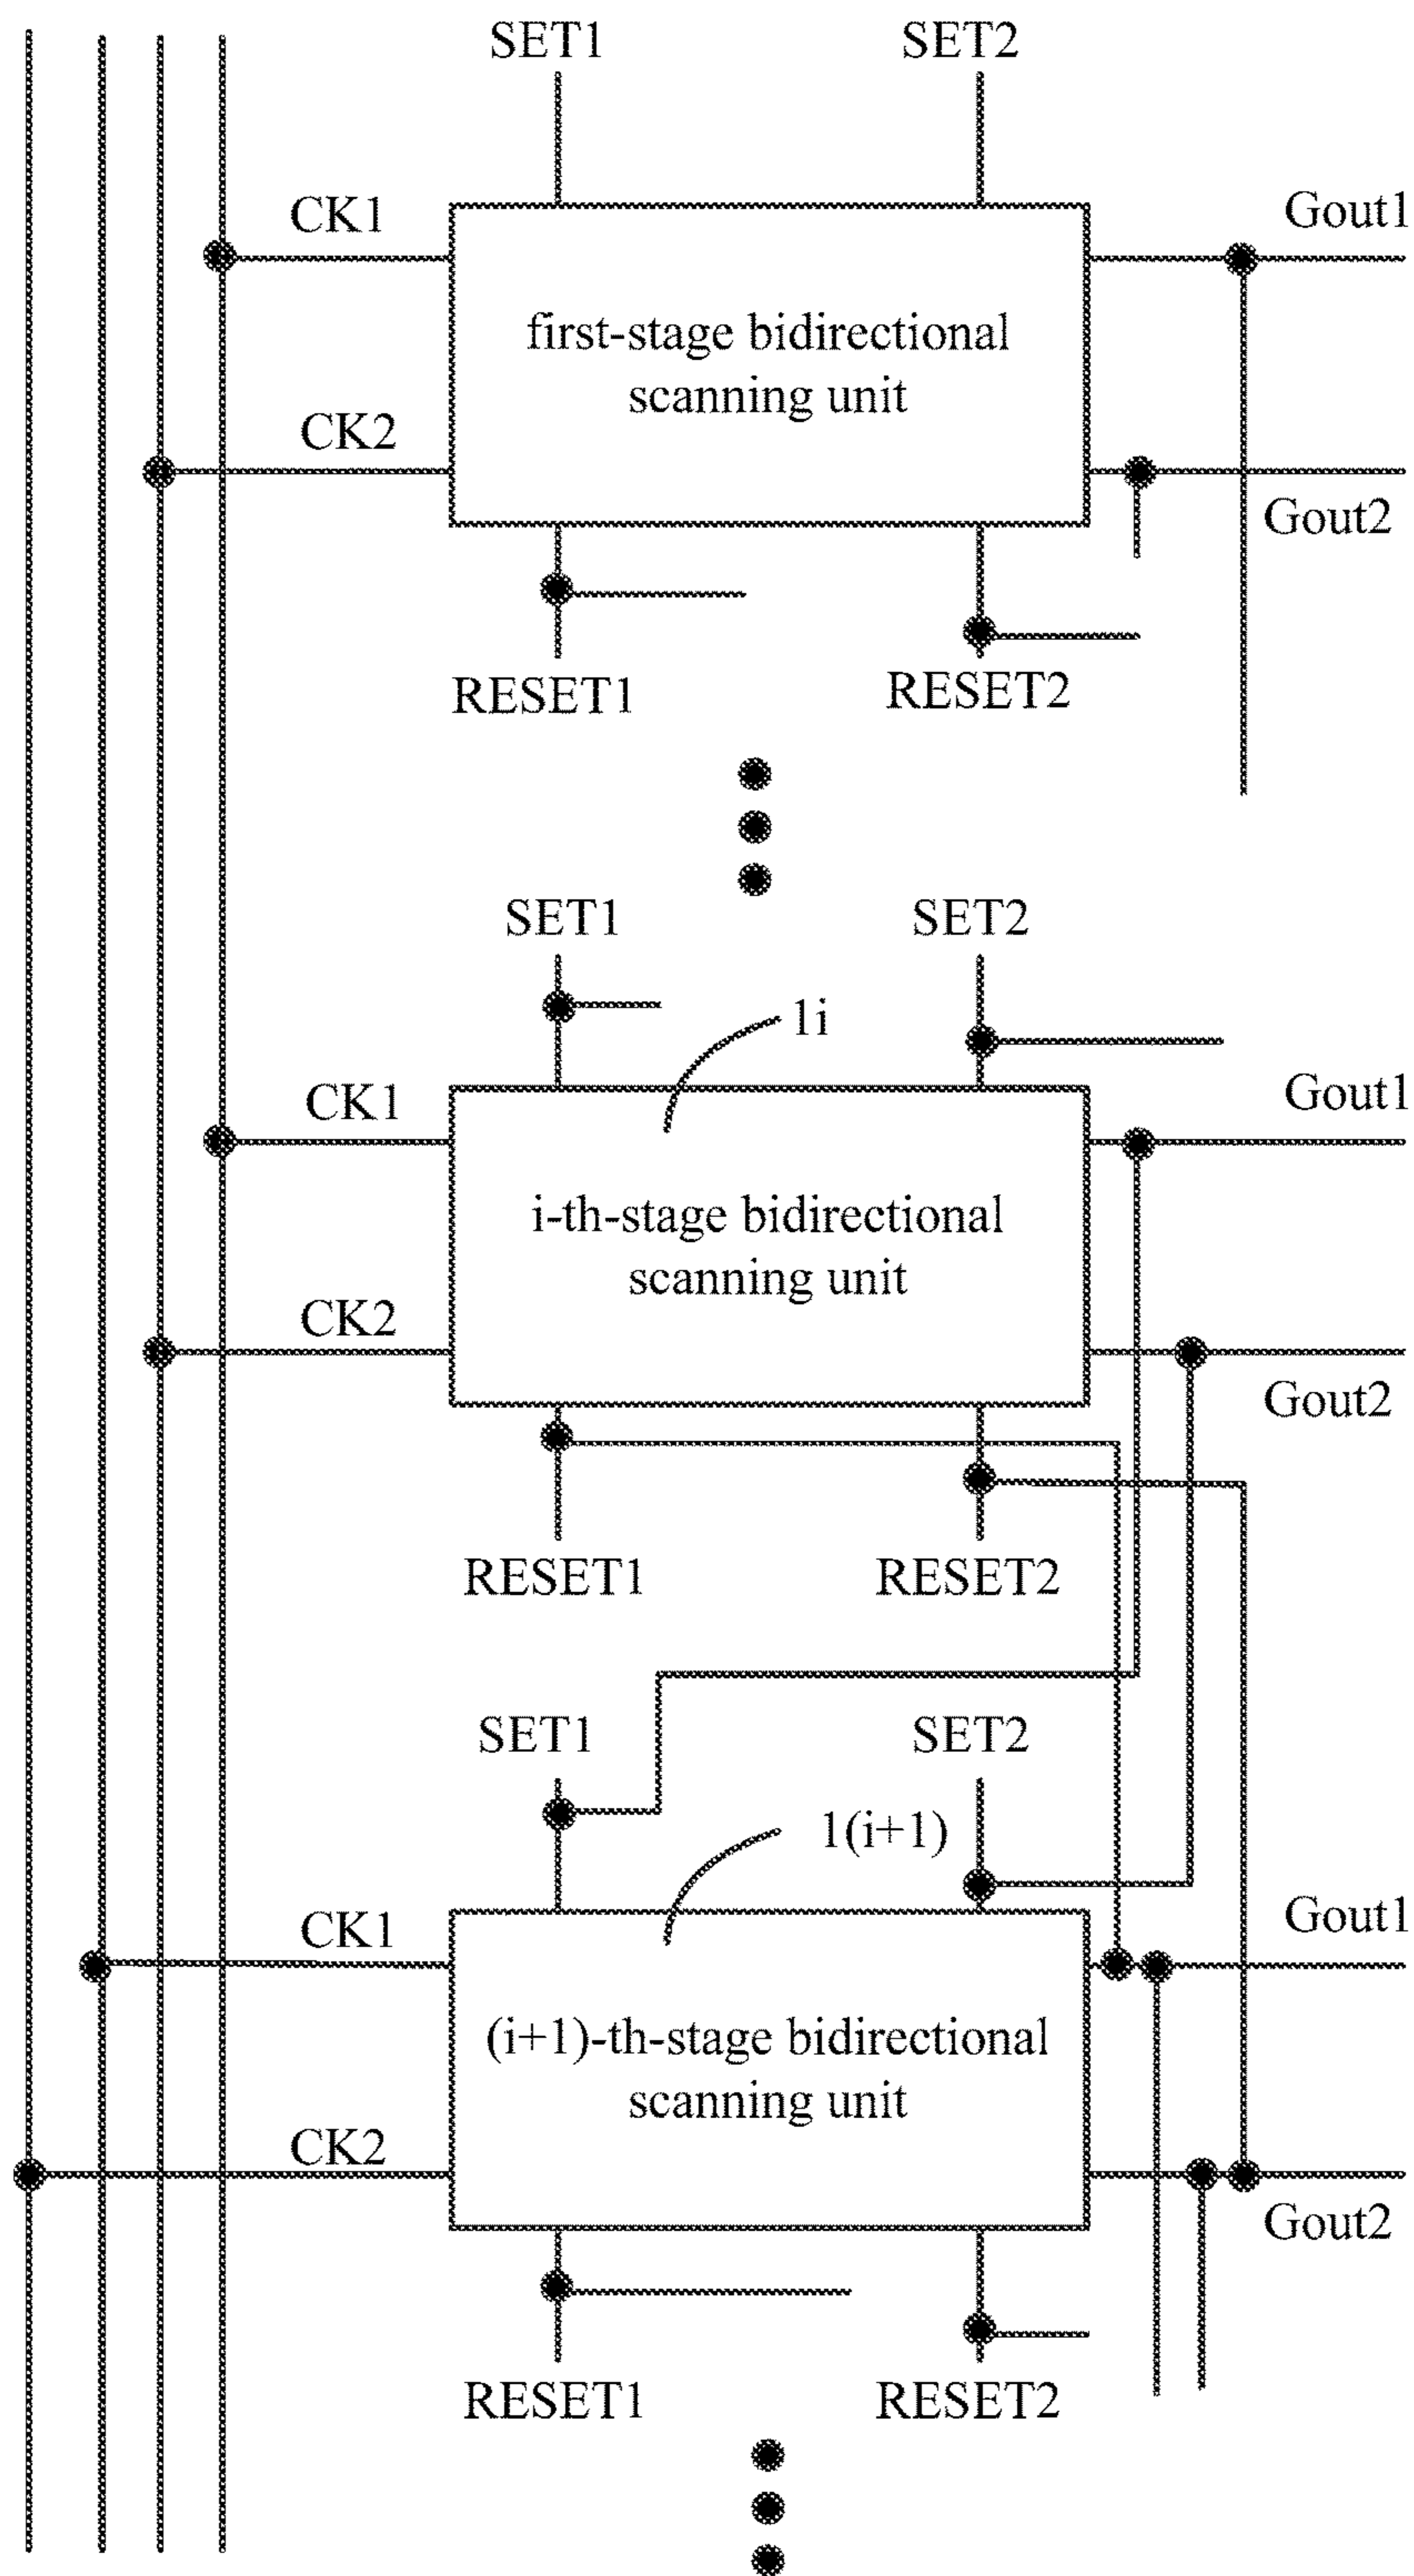 SET1 SET2
CK1 Gout1
first-stage bidirectional
scanning unit
CK2
Gout2
RESET1 RESET2
SET1 SET2
1i
CK1 Gout1
i-th-stage bidirectional
scanning unit
CK2
Gout2
RESET1 RESET2
SET1 SET2
1(i+1)
CK1 Gout1
(i+1)-th-stage bidirectional
scanning unit
CK2
Gout2
RESET1 RESET2